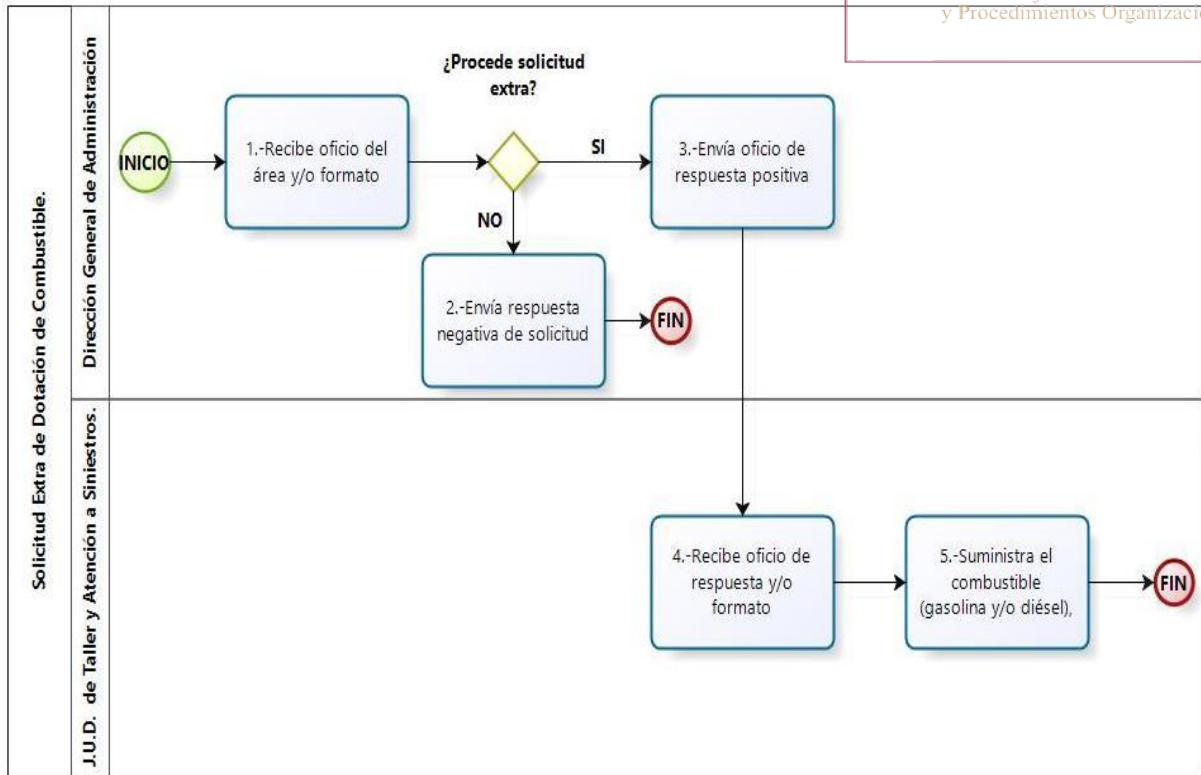 y Procedimientos
Solicitud Extra de Dotación de Combustible.
Dirección General de Administración
¿Procede solicitud
extra?
INICIO
1.-Recibe oficio del
área y/o formato
SI
3.-Envía oficio de
respuesta positiva
NO
2.-Envía respuesta
negativa de solicitud
FIN
J.U.D. de Taller y Atención a Siniestros.
4.-Recibe oficio de
respuesta y/o
formato
5.-Suministra el
combustible
(gasolina y/o diésel),
FIN